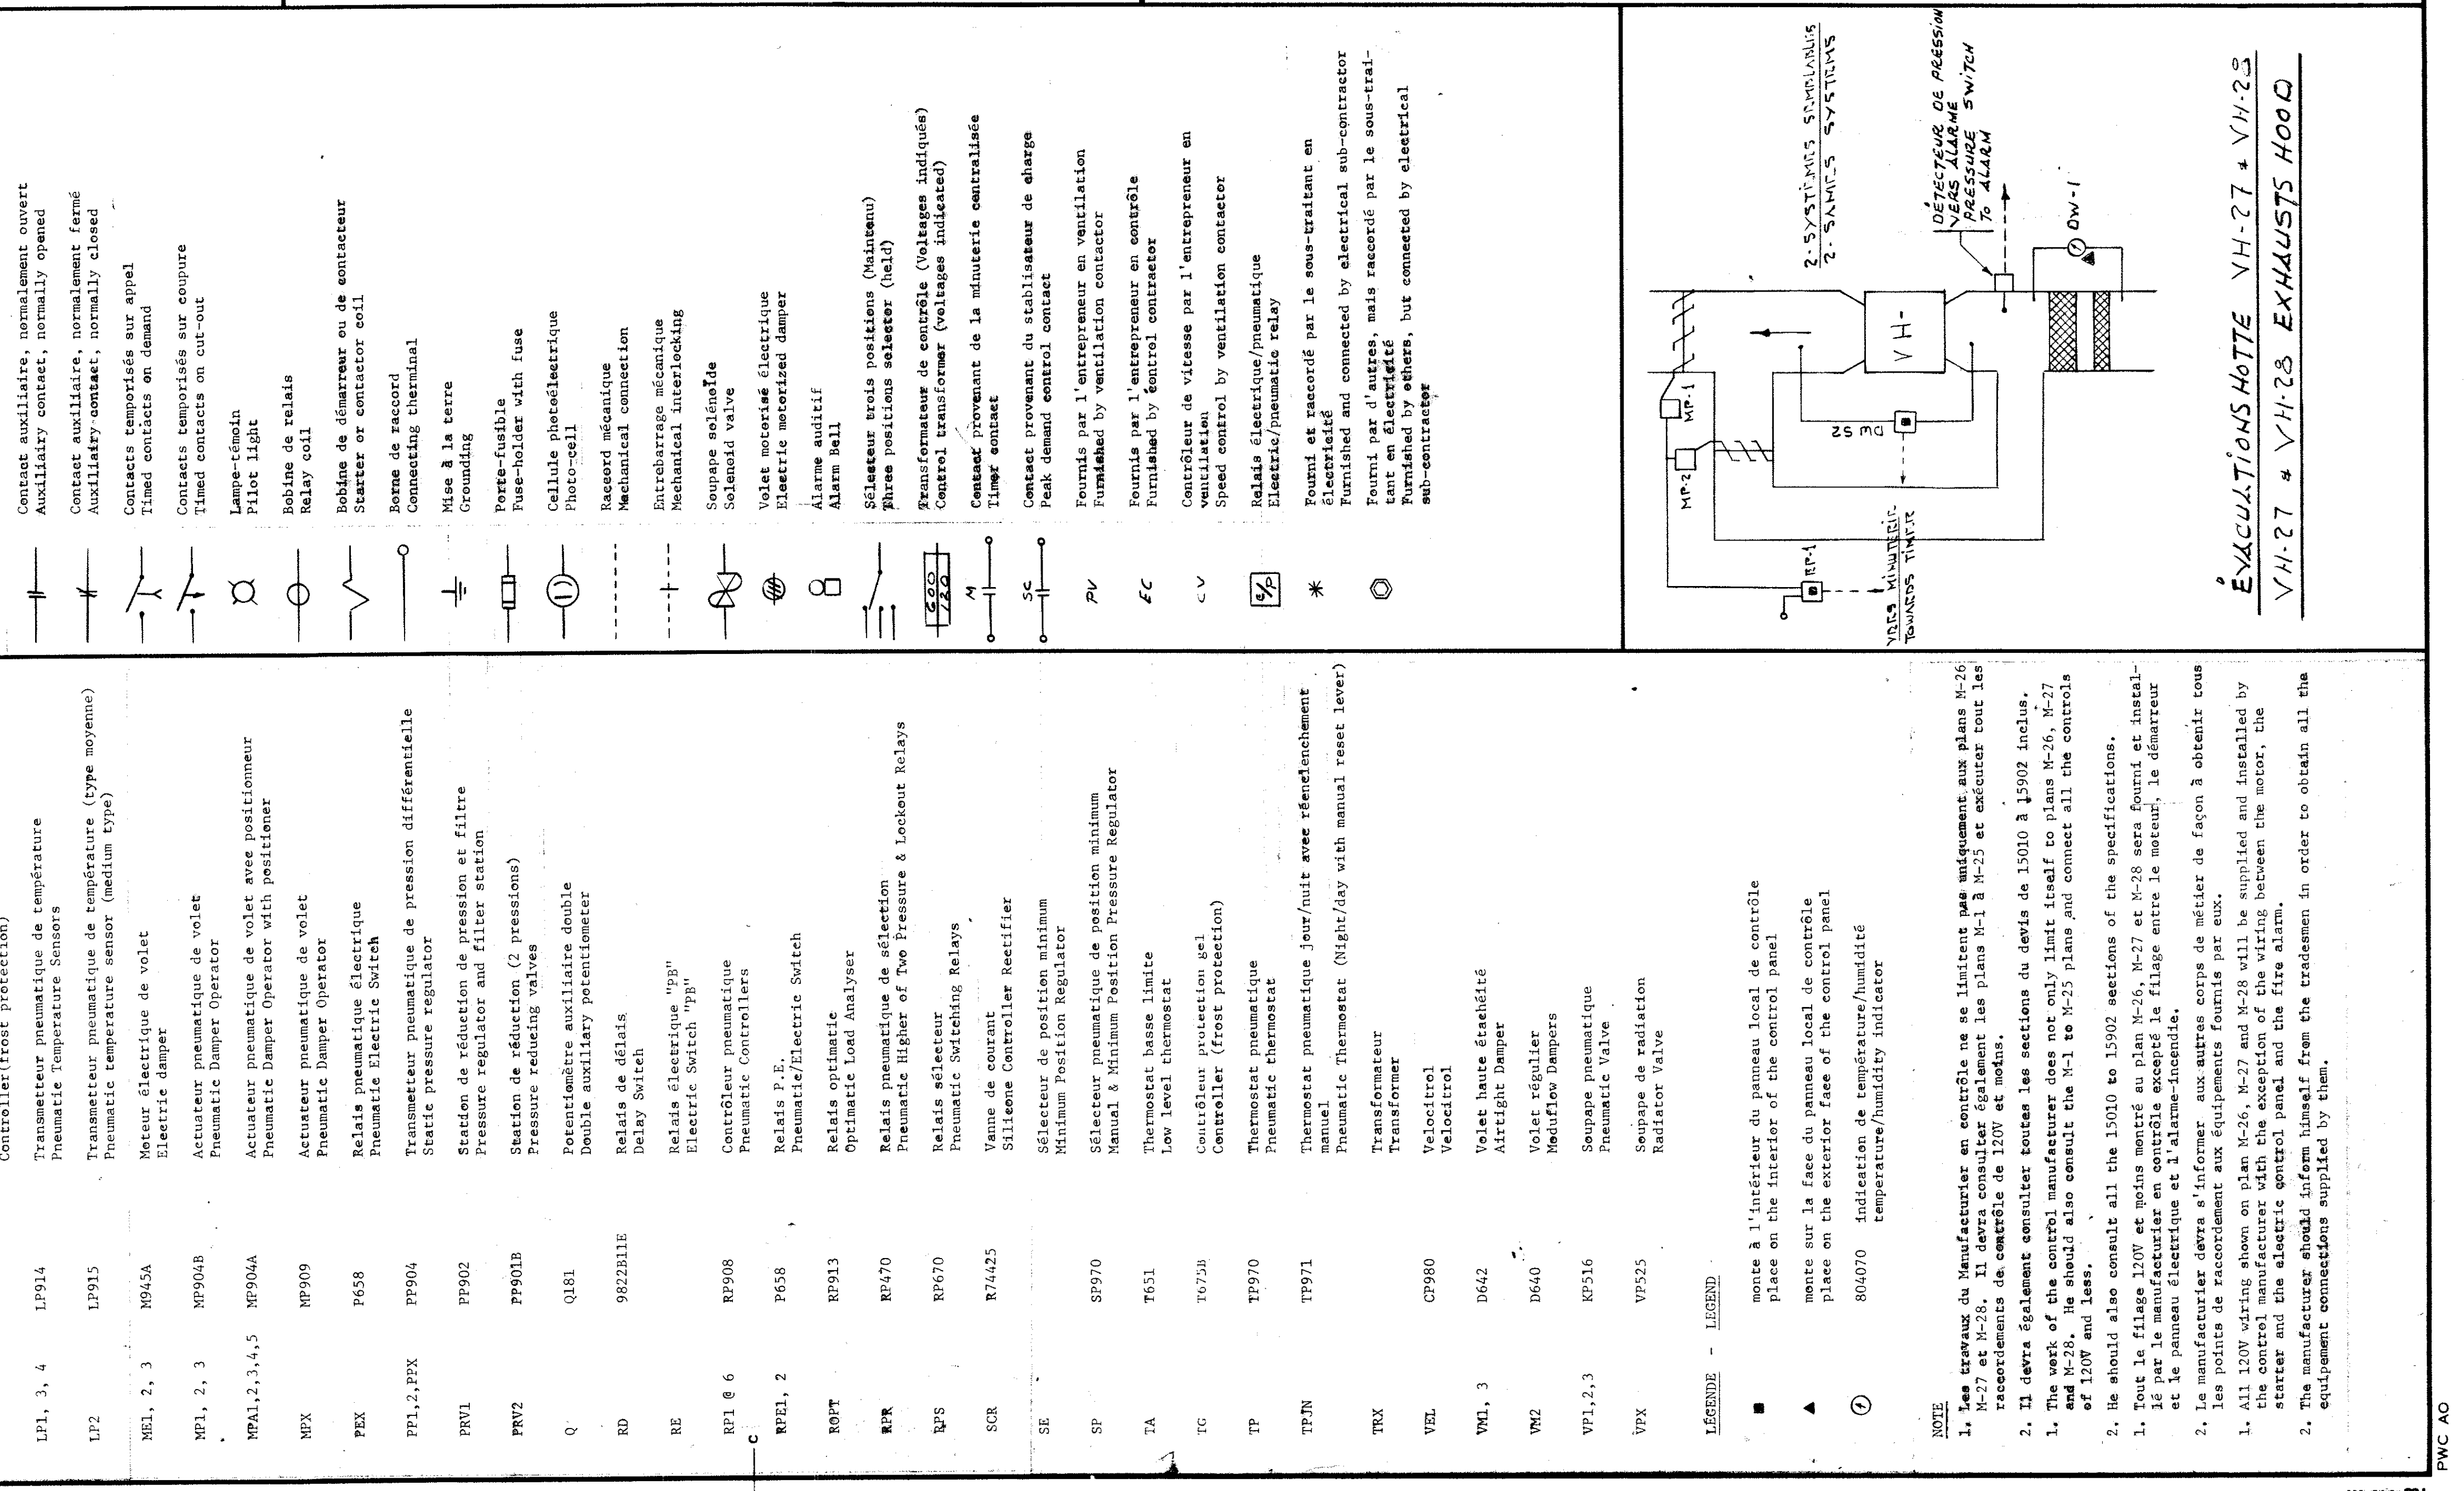 Controller(frost protection)
LP1, 3, 4 LP914 Transmetteur pneumatique de température
Pneumatic Temperature Sensors
LP2 LP915 Transmetteur pneumatique de température (type moyenne)
Pneumatic temperature sensor (medium type)
ME1, 2, 3 M945A Moteur électrique de volet
Electric damper
MP1, 2, 3 MP904B Actuateur pneumatique de volet
Pneumatic Damper Operator
MPA1,2,3,4,5 MP904A Actuateur pneumatique de volet avec positionneur
Pneumatic Damper Operator with positioner
MPX MP909 Actuateur pneumatique de volet
Pneumatic Damper Operator
PEX P658 Relais pneumatique électrique
Pneumatic Electric Switch
PP1,2,PPX PP904 Transmetteur pneumatique de pression différentielle
Static pressure regulator
PRV1 PP902 Station de réduction de pression et filtre
Pressure regulator and filter station
PRV2 PP901B Station de réduction (2 pressions)
Pressure reducing valves
Q Q181 Potentiomètre auxiliaire double
Double auxiliary potentiometer
RD 9822B11E Relais de délais
Delay Switch
RE Relais électrique "PB"
Electric Switch "PB"
RP1 @ 6 RP908 Contrôleur pneumatique
Pneumatic Controllers
RPE1, 2 P658 Relais P.E.
Pneumatic/Electric Switch
ROPT RP913 Relais optimatic
Optimatic Load Analyser
RPR RP470 Relais pneumatique de sélection
Pneumatic Higher of Two Pressure & Lockout Relays
RPS RP670 Relais sélecteur
Pneumatic Switching Relays
SCR R74425 Vanne de courant
Silicone Controller Rectifier
SE Sélecteur de position minimum
Minimum Position Regulator
SP SP970 Sélecteur pneumatique de position minimum
Manual & Minimum Position Pressure Regulator
TA T651 Thermostat basse limite
Low level thermostat
TG T675B Contrôleur protection gel
Controller (frost protection)
TP TP970 Thermostat pneumatique
Pneumatic thermostat
TPJN TP971 Thermostat pneumatique jour/nuit avec réenclenchement
manuel
Pneumatic Thermostat (Night/day with manual reset lever)
TRX Transformateur
Transformer
VEL CP980 Velocitrol
Velocitrol
VM1, 3 D642 Volet haute étachéité
Airtight Damper
VM2 D640 Volet régulier
Moduflow Dampers
VP1,2,3 KP516 Soupape pneumatique
Pneumatic Valve
VPX VP525 Soupape de radiation
Radiator Valve
LÉGENDE - LEGEND
■ monte à l'intérieur du panneau local de contrôle
place on the interior of the control panel
▲ monte sur la face du panneau local de contrôle
place on the exterior face of the control panel
804070 indication de température/humidité
temperature/humidity indicator
NOTE
1. Les travaux du Manufacturier en contrôle ne se limitent pas uniquement aux plans M-26
M-27 et M-28. Il devra consulter également les plans M-1 à M-25 et exécuter tout les
raccordements de contrôle de 120V et moins.
2. Il devra également consulter toutes les sections du devis de 15010 à 15902 inclus.
1. The work of the control manufacturer does not only limit itself to plans M-26, M-27
and M-28. He should also consult the M-1 to M-25 plans and connect all the controls
of 120V and less.
2. He should also consult all the 15010 to 15902 sections of the specifications.
1. Tout le filage 120V et moins montré au plan M-26, M-27 et M-28 sera fourni et instal-
lé par le manufacturier en contrôle excepté le filage entre le moteur, le démarreur
et le panneau électrique et l'alarme-incendie.
2. Le manufacturier devra s'informer aux autres corps de métier de façon à obtenir tous
les points de raccordement aux équipements fournis par eux.
1. All 120V wiring shown on plan M-26, M-27 and M-28 will be supplied and installed by
the control manufacturer with the exception of the wiring between the motor, the
starter and the electric control panel and the fire alarm.
2. The manufacturer should inform himself from the tradesmen in order to obtain all the
equipement connections supplied by them.
Contact auxiliaire, normalement ouvert
Auxiliary contact, normally opened
Contact auxiliaire, normalement fermé
Auxiliairy contact, normally closed
Contacts temporisés sur appel
Timed contacts on demand
Contacts temporisés sur coupure
Timed contacts on cut-out
Lampe-témoin
Pilot light
Bobine de relais
Relay coil
Bobine de démarreur ou de contacteur
Starter or contactor coil
Borne de raccord
Connecting terminal
Mise à la terre
Grounding
Porte-fusible
Fuse-holder with fuse
Cellule photoélectrique
Photo-cell
Raccord mécanique
Mechanical connection
Entrebarrage mécanique
Mechanical interlocking
Soupape solénoïde
Solenoid valve
Volet motorisé électrique
Electric motorized damper
Alarme auditif
Alarm Bell
Sélecteur trois positions (Maintenu)
Three positions selector (held)
600
120
Transformateur de contrôle (Voltages indiqués)
Control transformer (voltages indicated)
M Contact provenant de la minuterie centralisée
Timer contact
SC Contact provenant du stablisateur de charge
Peak demand control contact
PV Fournis par l'entrepreneur en ventilation
Furnished by ventilation contactor
EC Fournis par l'entrepreneur en contrôle
Furnished by control contractor
CV Contrôleur de vitesse par l'entrepreneur en
ventilation
Speed control by ventilation contactor
E/P Relais électrique/pneumatique
Electric/pneumatic relay
* Fourni et raccordé par le sous-traitant en
électricité
Furnished and connected by electrical sub-contractor
Fourni par d'autres, mais raccordé par le sous-trai-
tant en électricité
Furnished by others, but connected by electrical
sub-contractor
2-SYSTÈMES SEMBLABLES
2-SAMES SYSTEMS
DÉTECTEUR DE PRESSION
VERS ALARME
PRESSURE SWITCH
TO ALARM
MP-1
MP-2
VH-
DW S2
DW-1
RP-1
VERS MINUTERIE
TOWARDS TIMER
ÉVACUATIONS HOTTE VH-27 & VH-28
VH-27 & VH-28 EXHAUSTS HOOD
PWC AO
C